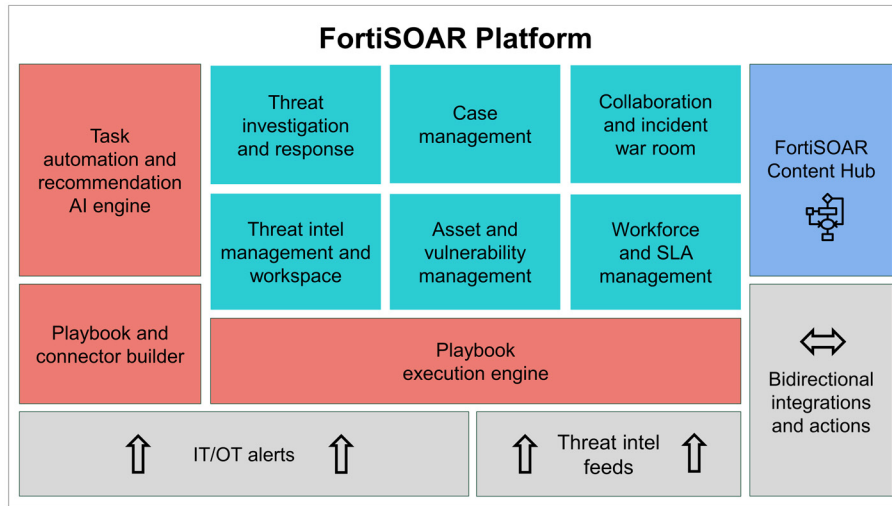 FortiSOAR Platform
Task
automation and
recommendation
AI engine
Threat
investigation
and response
Case
management
Collaboration
and incident
war room
FortiSOAR
Content Hub
Threat intel
management and
workspace
Asset and
vulnerability
management
Workforce
and SLA
management
Playbook and
connector builder
Playbook
execution engine
Bidirectional
integrations
and actions
IT/OT alerts
Threat intel
feeds